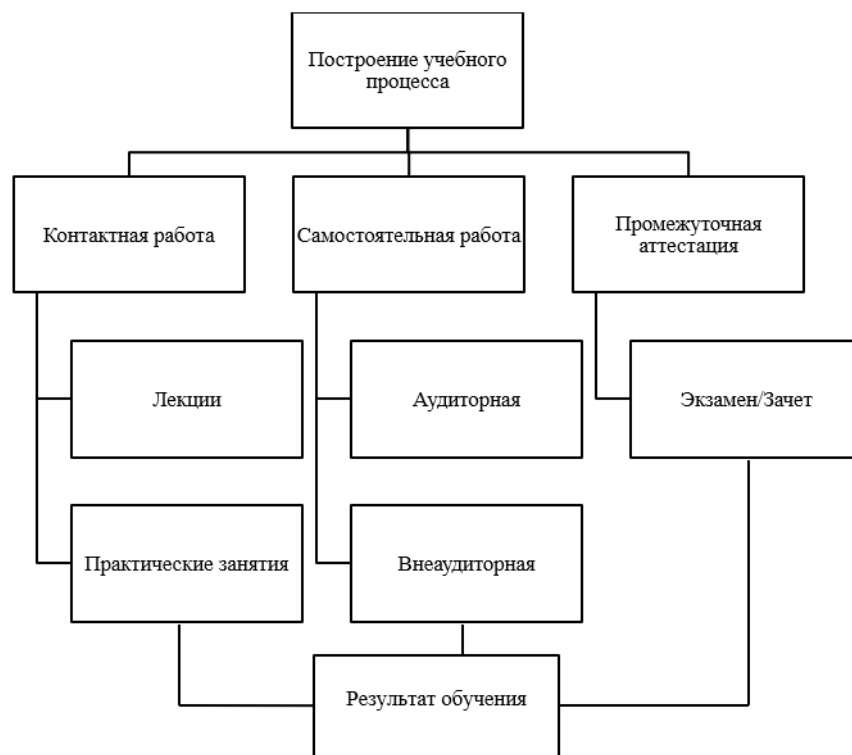 Построение учебного
процесса
Контактная работа
Самостоятельная работа
Промежуточная
аттестация
Лекции
Аудиторная
Экзамен/Зачет
Практические занятия
Внеаудиторная
Результат обучения